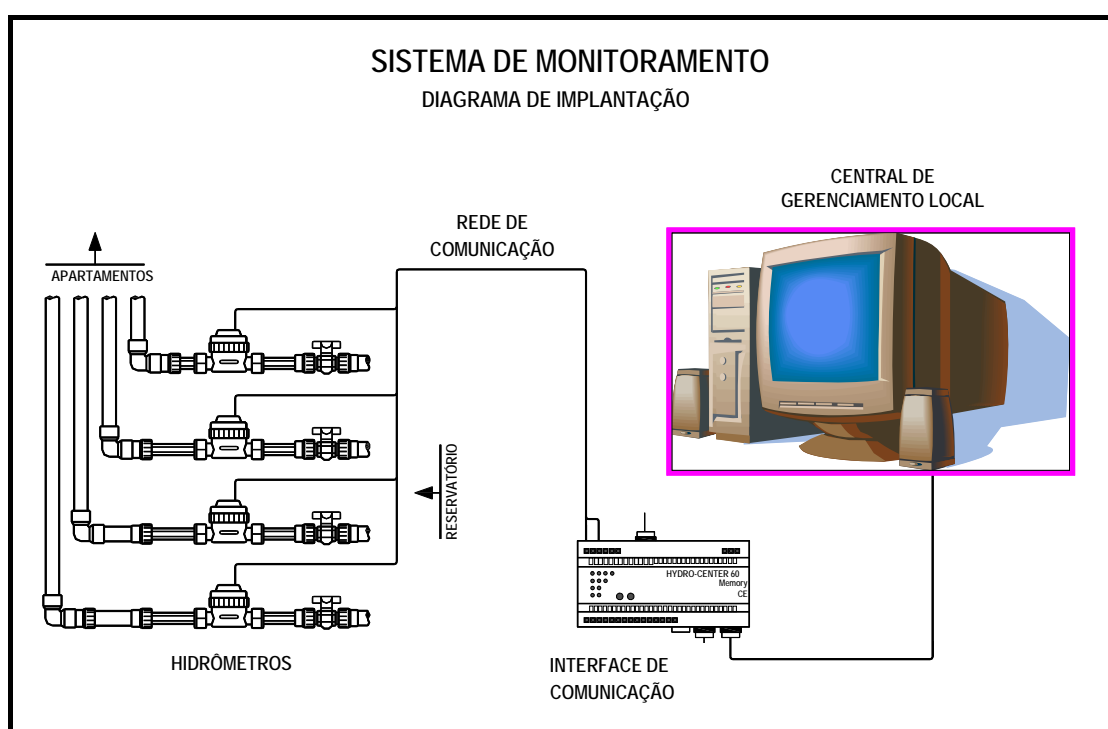 SISTEMA DE MONITORAMENTO
DIAGRAMA DE IMPLANTAÇÃO
CENTRAL DE
GERENCIAMENTO LOCAL
REDE DE
COMUNICAÇÃO
APARTAMENTOS
RESERVATÓRIO
HYDRO-CENTER 60
Memory
CE
HIDRÔMETROS
INTERFACE DE
COMUNICAÇÃO